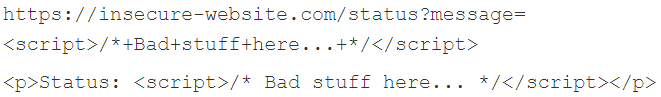 https://insecure-website.com/status?message=
<script>/*+Bad+stuff+here...+*/</script>
<p>Status: <script>/* Bad stuff here... */</script></p>